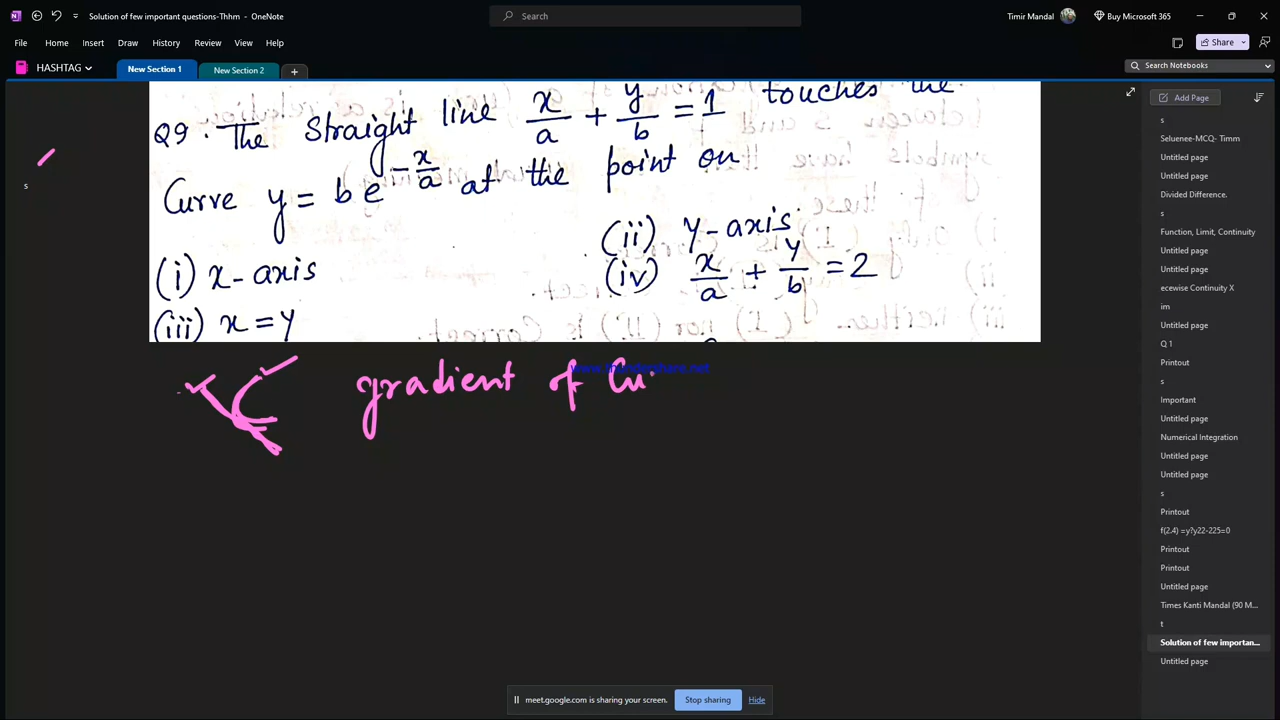 Solution of few important questions-Thhm - OneNote
Search
Timir Mandal
Buy Microsoft 365
File Home Insert Draw History Review View Help
Share
HASHTAG
New Section 1
New Section 2
+
Search Notebooks
Q9. The straight line x/a + y/b = 1 touches the
Curve y = be^(-x/a) at the point on
(i) x-axis
(ii) y-axis
(iii) x = y
(iv) x/a + y/b = 2
gradient of Cu
www.thundershare.net
s
Add Page
s
Seluenee-MCQ- Timm
Untitled page
Untitled page
Divided Difference.
s
Function, Limit, Continuity
Untitled page
Untitled page
ecewise Continuity X
im
Untitled page
Q 1
Printout
s
Important
Untitled page
Numerical Integration
Untitled page
Untitled page
s
Printout
f(2.4) =y?y22-225=0
Printout
Printout
Untitled page
Times Kanti Mandal (90 M...
t
Solution of few importan...
Untitled page
meet.google.com is sharing your screen.
Stop sharing
Hide